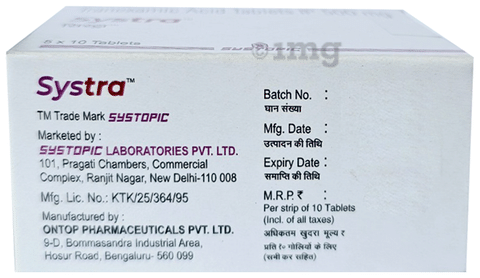 5 x 10 Tablets
SYSTOPIC
1mg
Systra™
TM Trade Mark SYSTOPIC
Marketed by :
SYSTOPIC LABORATORIES PVT. LTD.
101, Pragati Chambers, Commercial
Complex, Ranjit Nagar, New Delhi-110 008
Mfg. Lic. No.: KTK/25/364/95
Manufactured by :
ONTOP PHARMACEUTICALS PVT. LTD.
9-D, Bommasandra Industrial Area,
Hosur Road, Bengaluru- 560 099
Batch No. :
घान संख्या
Mfg. Date :
उत्पादन की तिथि
Expiry Date :
समाप्ति की तिथि
M.R.P. ₹ :
Per strip of 10 Tablets
(Incl. of all taxes)
अधिकतम खुदरा मूल्य ₹
प्रति गोलियों के लिए
(सभी कर सहित)